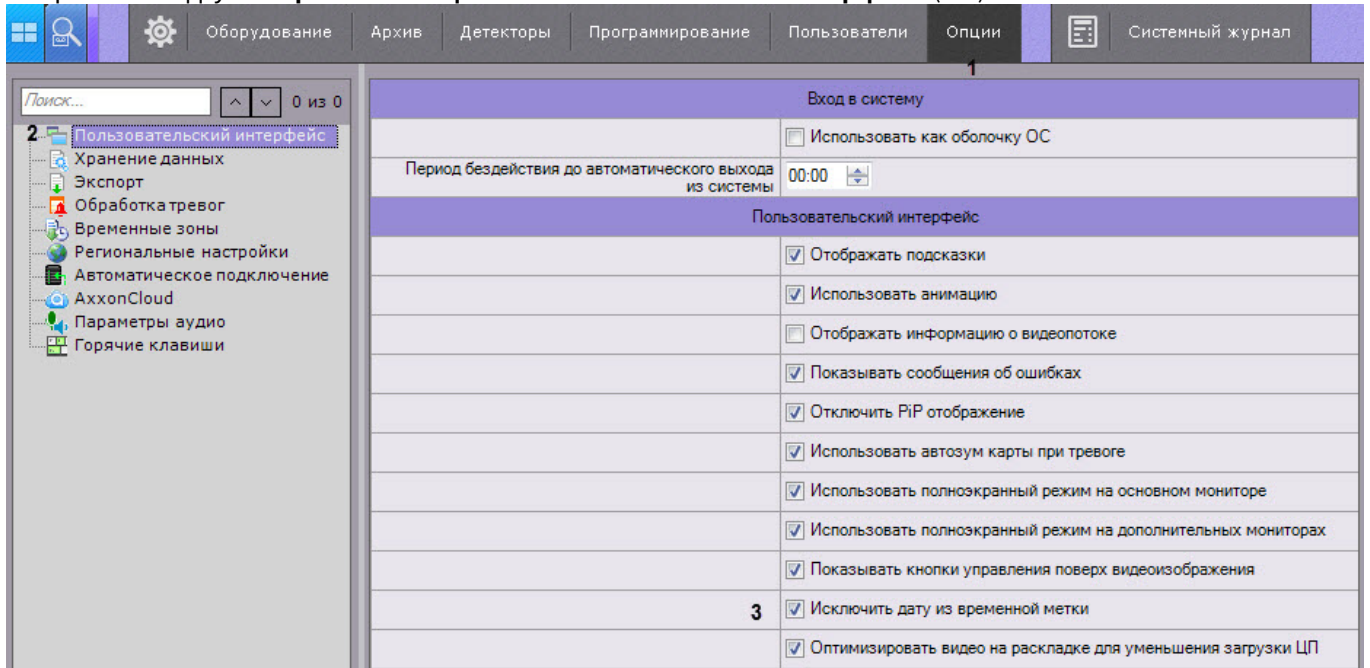 Оборудование Архив Детекторы Программирование Пользователи Опции Системный журнал
1
Поиск... 0 из 0
2 Пользовательский интерфейс
Хранение данных
Экспорт
Обработка тревог
Временные зоны
Региональные настройки
Автоматическое подключение
AxxonCloud
Параметры аудио
Горячие клавиши
Вход в систему
Использовать как оболочку ОС
Период бездействия до автоматического выхода
из системы 00:00
Пользовательский интерфейс
Отображать подсказки
Использовать анимацию
Отображать информацию о видеопотоке
Показывать сообщения об ошибках
Отключить PiP отображение
Использовать автозум карты при тревоге
Использовать полноэкранный режим на основном мониторе
Использовать полноэкранный режим на дополнительных мониторах
Показывать кнопки управления поверх видеоизображения
3 Исключить дату из временной метки
Оптимизировать видео на раскладке для уменьшения загрузки ЦП